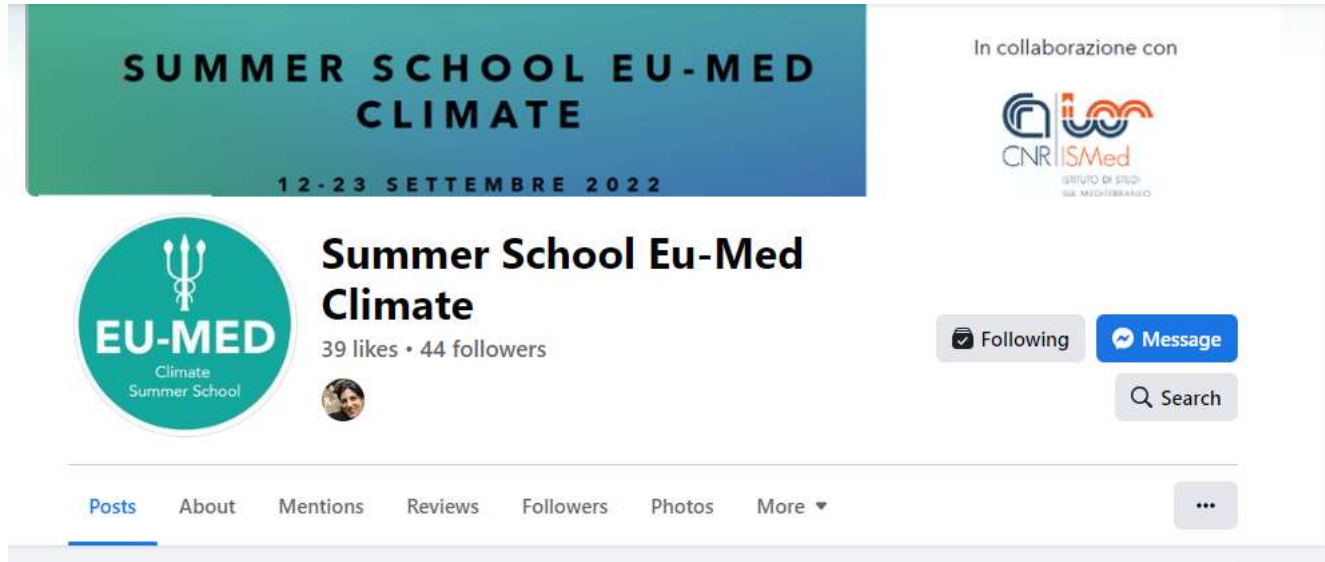 SUMMER SCHOOL EU-MED
CLIMATE
12-23 SETTEMBRE 2022
In collaborazione con
CNR ISMed
ISTITUTO DI STUDI
SUL MEDITERRANEO
EU-MED
Climate
Summer School
Summer School Eu-Med
Climate
39 likes • 44 followers
Following
Message
Search
Posts About Mentions Reviews Followers Photos More